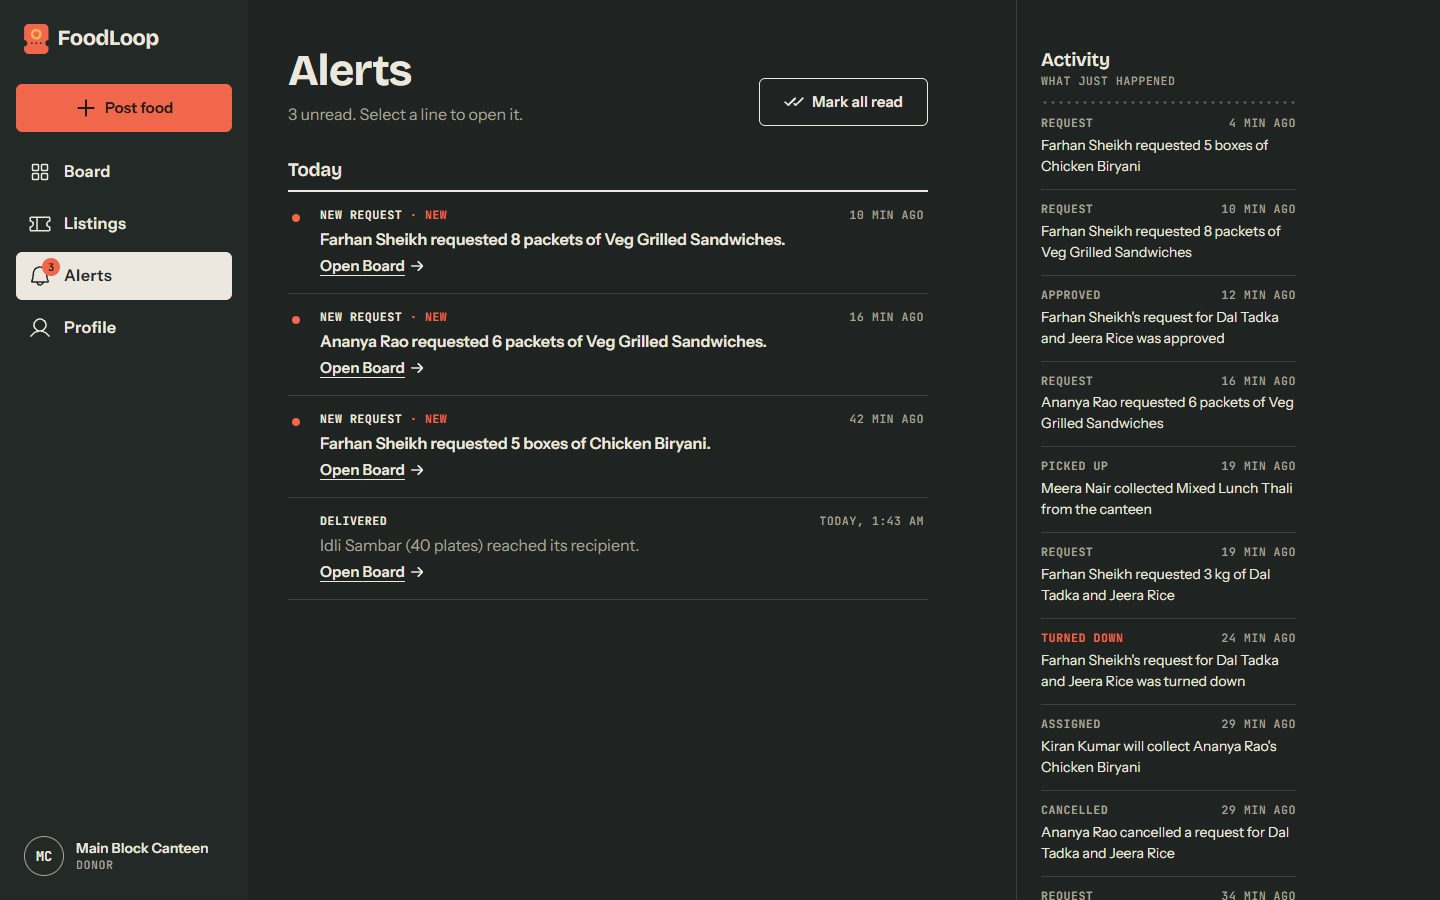 FoodLoop
Post food
Board
Listings
3
Alerts
Profile
MC
Main Block Canteen
DONOR
Alerts
3 unread. Select a line to open it.
Mark all read
Today
NEW REQUEST · NEW 10 MIN AGO
Farhan Sheikh requested 8 packets of Veg Grilled Sandwiches.
Open Board →
NEW REQUEST · NEW 16 MIN AGO
Ananya Rao requested 6 packets of Veg Grilled Sandwiches.
Open Board →
NEW REQUEST · NEW 42 MIN AGO
Farhan Sheikh requested 5 boxes of Chicken Biryani.
Open Board →
DELIVERED TODAY, 1:43 AM
Idli Sambar (40 plates) reached its recipient.
Open Board →
Activity
WHAT JUST HAPPENED
REQUEST 4 MIN AGO
Farhan Sheikh requested 5 boxes of
Chicken Biryani
REQUEST 10 MIN AGO
Farhan Sheikh requested 8 packets of
Veg Grilled Sandwiches
APPROVED 12 MIN AGO
Farhan Sheikh's request for Dal Tadka
and Jeera Rice was approved
REQUEST 16 MIN AGO
Ananya Rao requested 6 packets of Veg
Grilled Sandwiches
PICKED UP 19 MIN AGO
Meera Nair collected Mixed Lunch Thali
from the canteen
REQUEST 19 MIN AGO
Farhan Sheikh requested 3 kg of Dal
Tadka and Jeera Rice
TURNED DOWN 24 MIN AGO
Farhan Sheikh's request for Dal Tadka
and Jeera Rice was turned down
ASSIGNED 29 MIN AGO
Kiran Kumar will collect Ananya Rao's
Chicken Biryani
CANCELLED 29 MIN AGO
Ananya Rao cancelled a request for Dal
Tadka and Jeera Rice
REQUEST 34 MIN AGO